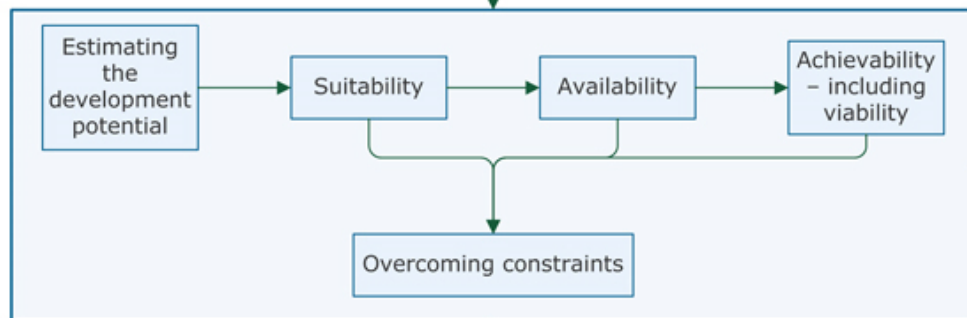 Estimating
the
development
potential
Suitability
Availability
Achievability
– including
viability
Overcoming constraints